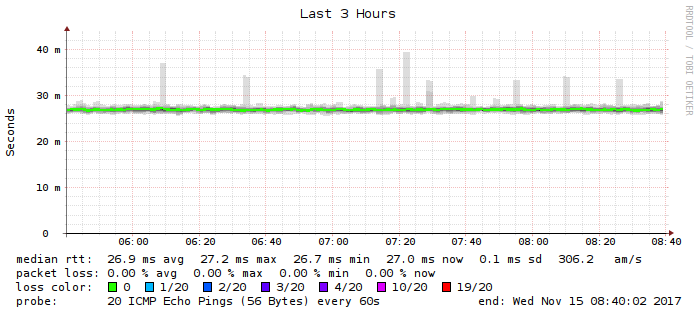 Last 3 Hours
RRDTOOL / TOBI OETIKER
Seconds
40 m
30 m
20 m
10 m
0
06:00 06:20 06:40 07:00 07:20 07:40 08:00 08:20 08:40
median rtt: 26.9 ms avg 27.2 ms max 26.7 ms min 27.0 ms now 0.1 ms sd 306.2 am/s
packet loss: 0.00 % avg 0.00 % max 0.00 % min 0.00 % now
loss color: 0 1/20 2/20 3/20 4/20 10/20 19/20
probe: 20 ICMP Echo Pings (56 Bytes) every 60s end: Wed Nov 15 08:40:02 2017